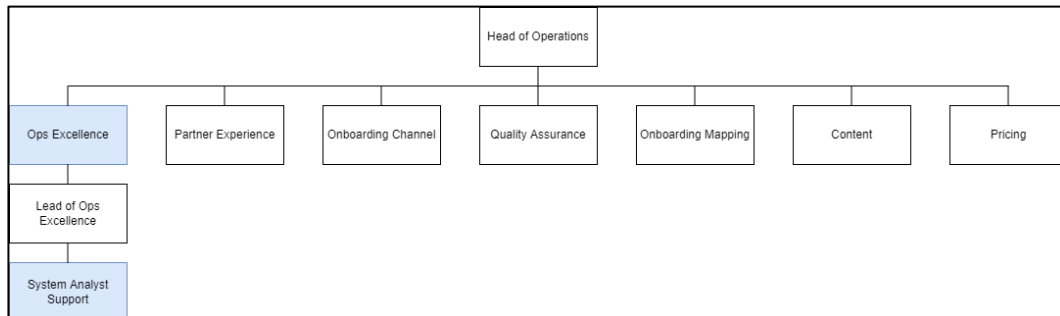 Head of Operations
Ops Excellence
Partner Experience
Onboarding Channel
Quality Assurance
Onboarding Mapping
Content
Pricing
Lead of Ops
Excellence
System Analyst
Support